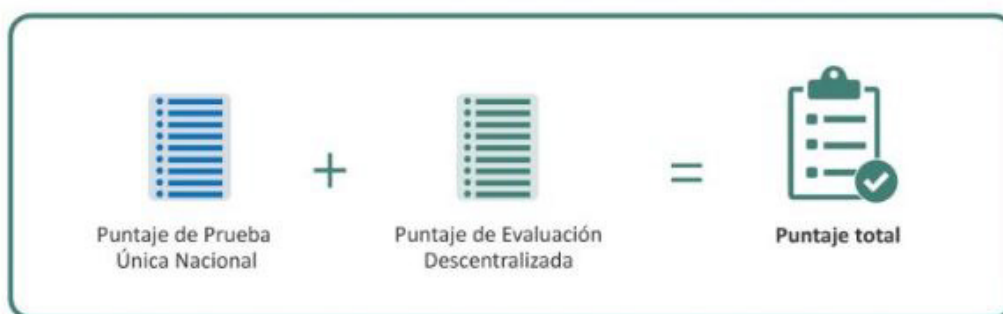 +
=
Puntaje de Prueba
Única Nacional
Puntaje de Evaluación
Descentralizada
Puntaje total